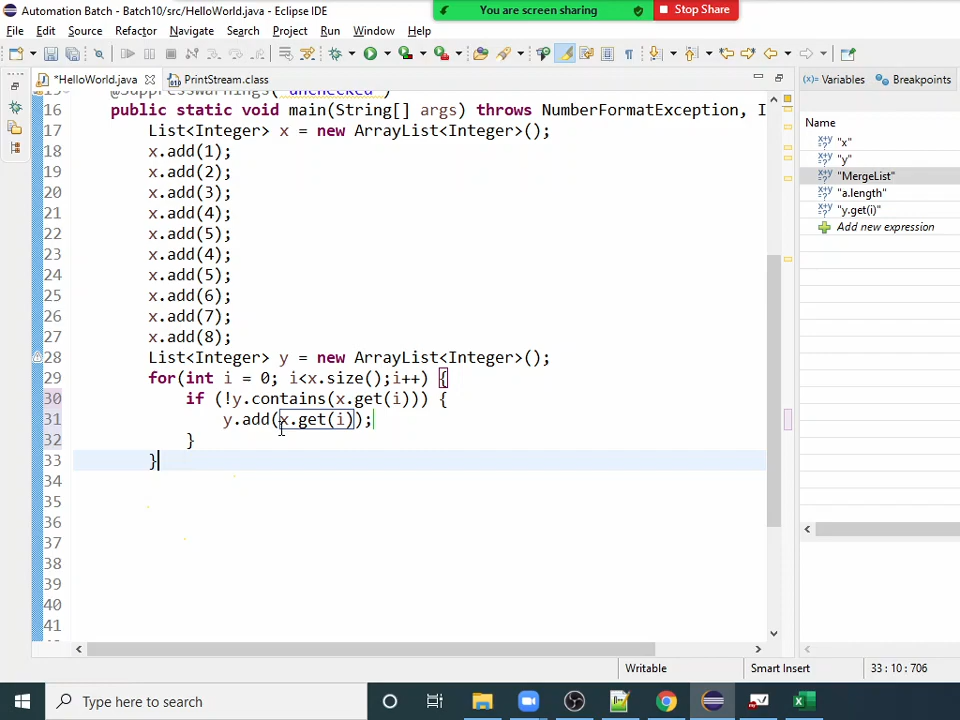 Automation Batch - Batch10/src/HelloWorld.java - Eclipse IDE
You are screen sharing
Stop Share
File Edit Source Refactor Navigate Search Project Run Window Help
*HelloWorld.java
PrintStream.class
Variables
Breakpoints
@SuppressWarnings("unchecked")
16 public static void main(String[] args) throws NumberFormatException, I
17 List<Integer> x = new ArrayList<Integer>();
18 x.add(1);
19 x.add(2);
20 x.add(3);
21 x.add(4);
22 x.add(5);
23 x.add(4);
24 x.add(5);
25 x.add(6);
26 x.add(7);
27 x.add(8);
28 List<Integer> y = new ArrayList<Integer>();
29 for(int i = 0; i<x.size();i++) {
30 if (!y.contains(x.get(i))) {
31 y.add(x.get(i));
32 }
33 }
34
35
36
37
38
39
40
41
Name
"x"
"y"
"MergeList"
"a.length"
"y.get(i)"
Add new expression
Writable
Smart Insert
33 : 10 : 706
Type here to search